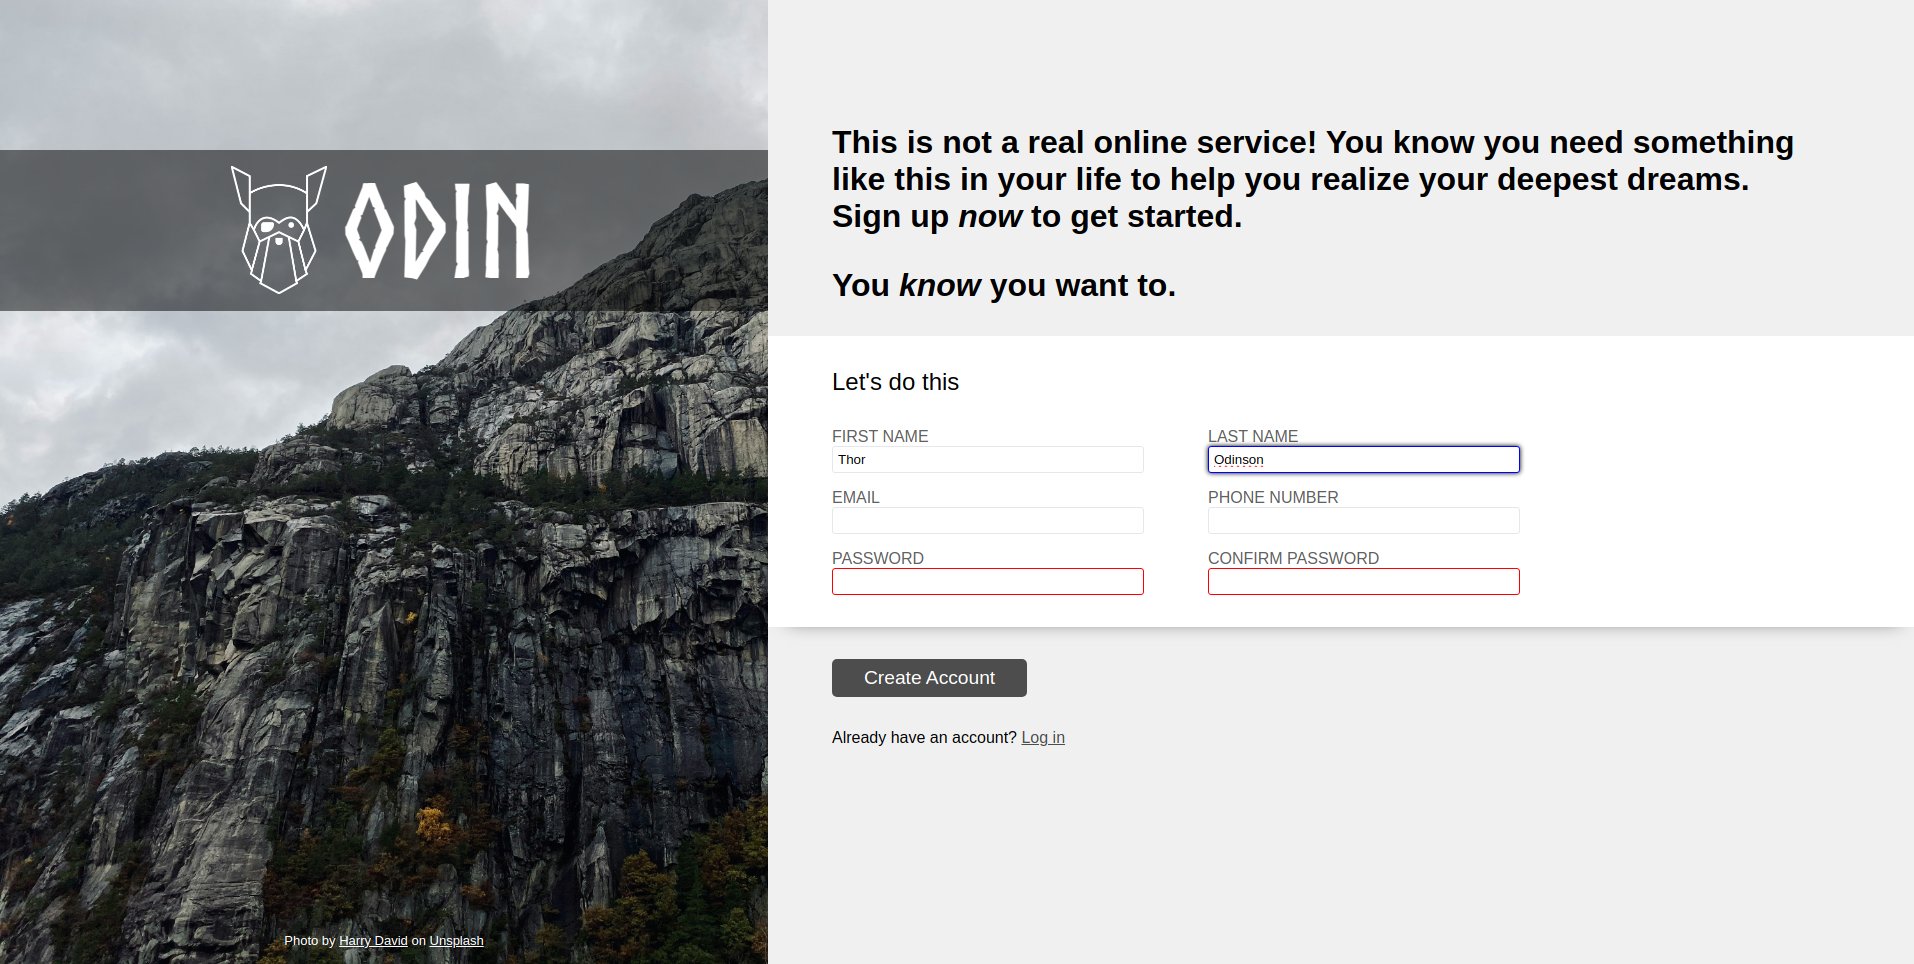 ODIN
This is not a real online service! You know you need something
like this in your life to help you realize your deepest dreams.
Sign up now to get started.
You know you want to.
Let's do this
FIRST NAME
LAST NAME
Thor
Odinson
EMAIL
PHONE NUMBER
PASSWORD
CONFIRM PASSWORD
Create Account
Already have an account? Log in
Photo by Harry David on Unsplash